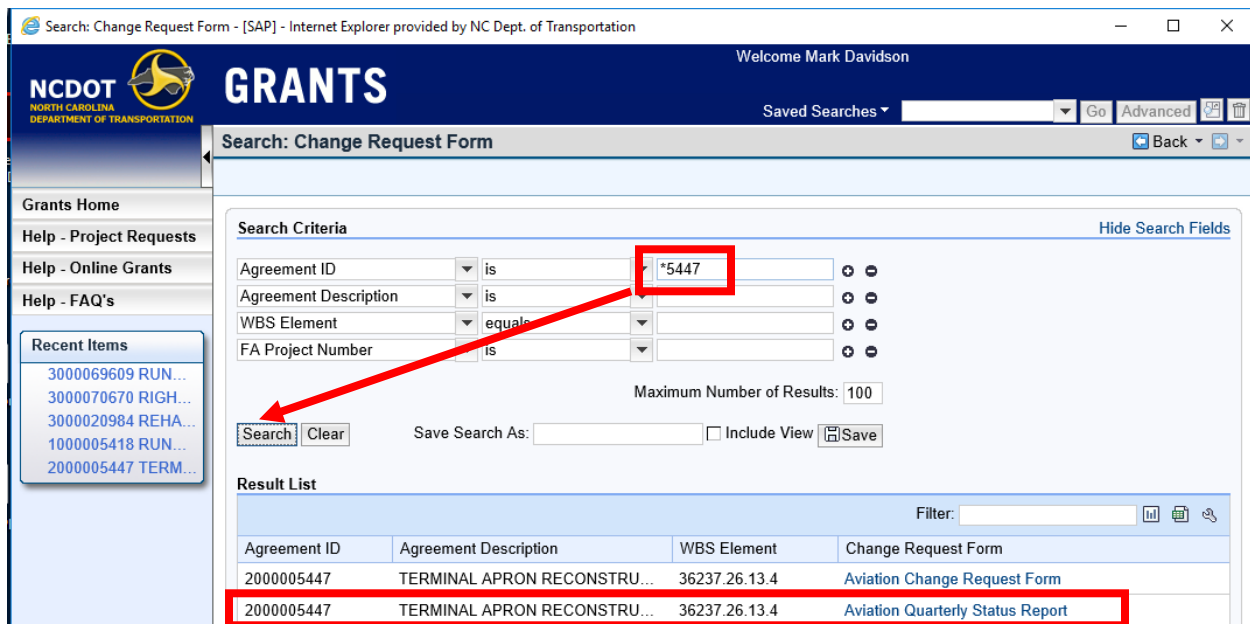 Search: Change Request Form - [SAP] - Internet Explorer provided by NC Dept. of Transportation
Welcome Mark Davidson
NCDOT
NORTH CAROLINA
DEPARTMENT OF TRANSPORTATION
GRANTS
Saved Searches Go Advanced
Search: Change Request Form Back
Grants Home
Help - Project Requests
Help - Online Grants
Help - FAQ's
Recent Items
3000069609 RUN...
3000070670 RIGH...
3000020984 REHA...
1000005418 RUN...
2000005447 TERM...
Search Criteria Hide Search Fields
Agreement ID is *5447
Agreement Description is
WBS Element equals
FA Project Number is
Maximum Number of Results: 100
Search Clear Save Search As: Include View Save
Result List
Filter:
Agreement ID Agreement Description WBS Element Change Request Form
2000005447 TERMINAL APRON RECONSTRU... 36237.26.13.4 Aviation Change Request Form
2000005447 TERMINAL APRON RECONSTRU... 36237.26.13.4 Aviation Quarterly Status Report